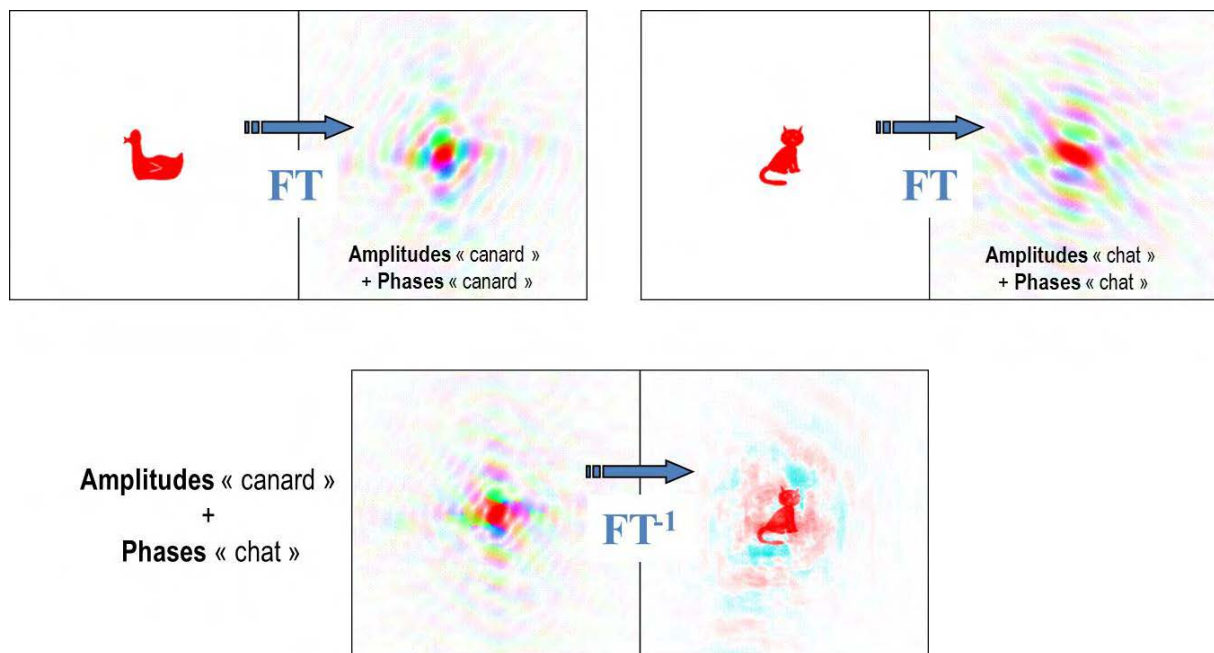 FT
Amplitudes « canard »
+ Phases « canard »
FT
Amplitudes « chat »
+ Phases « chat »
Amplitudes « canard »
+
Phases « chat »
FT-1